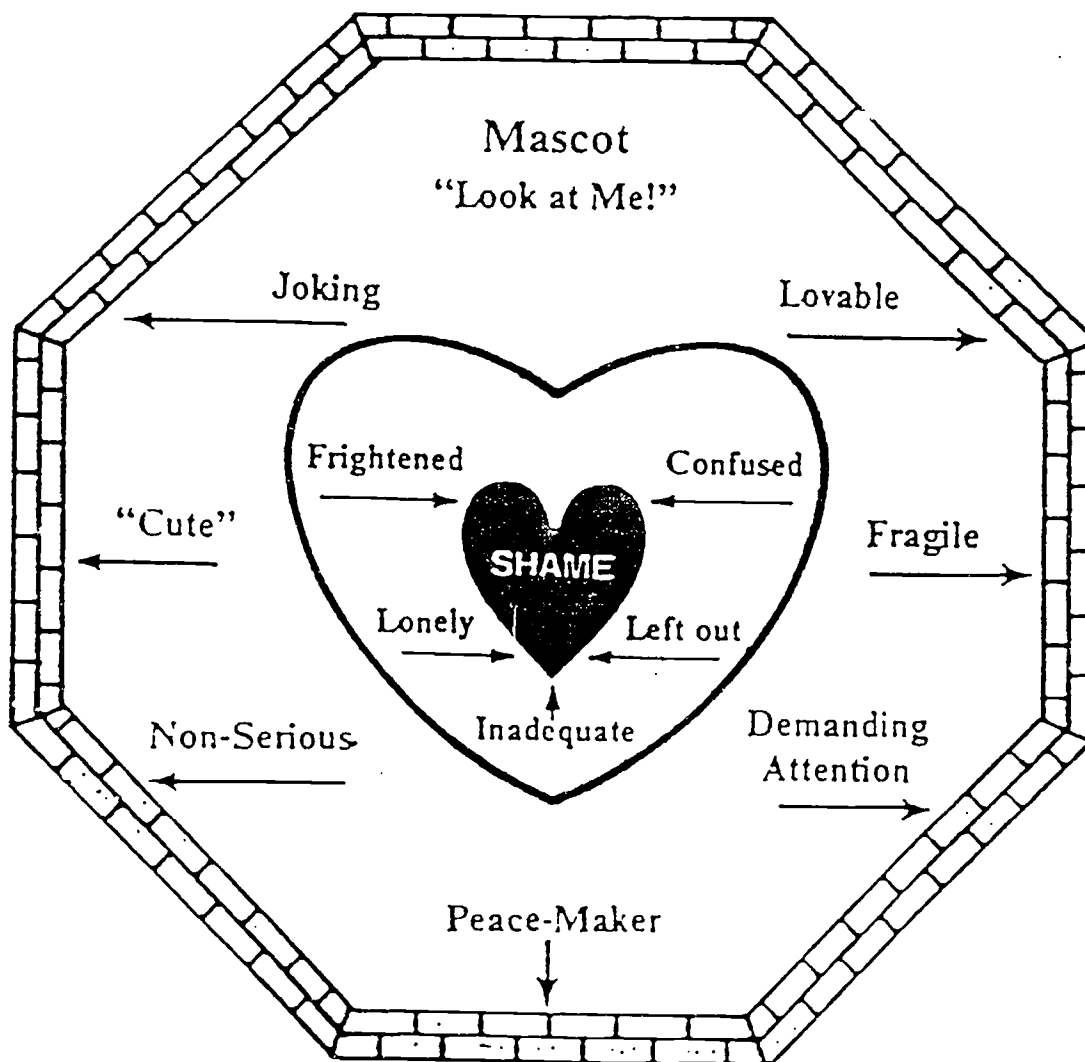 Mascot
“Look at Me!”
Joking
Lovable
Frightened
Confused
“Cute”
Fragile
SHAME
Lonely
Left out
Inadequate
Non-Serious
Demanding
Attention
Peace-Maker